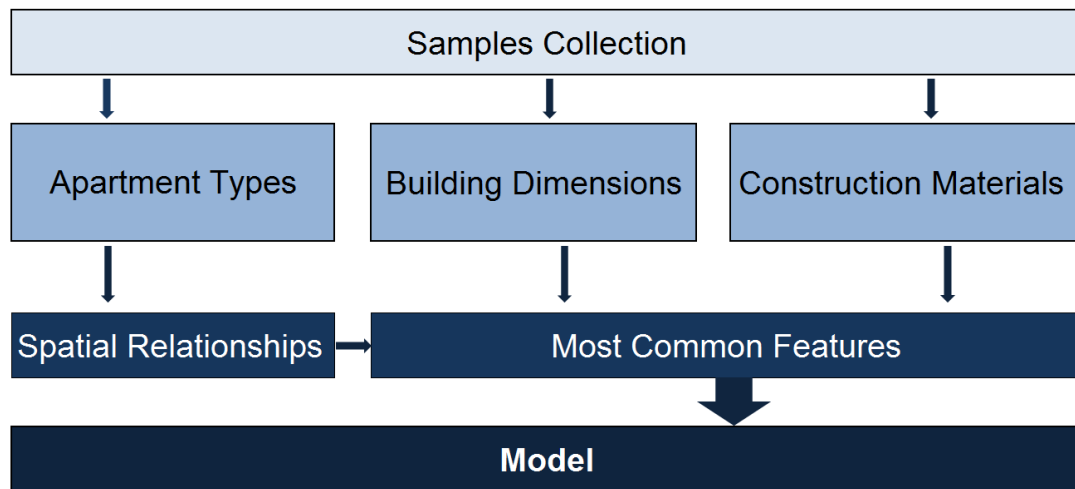 Samples Collection
Apartment Types
Building Dimensions
Construction Materials
Spatial Relationships
Most Common Features
Model